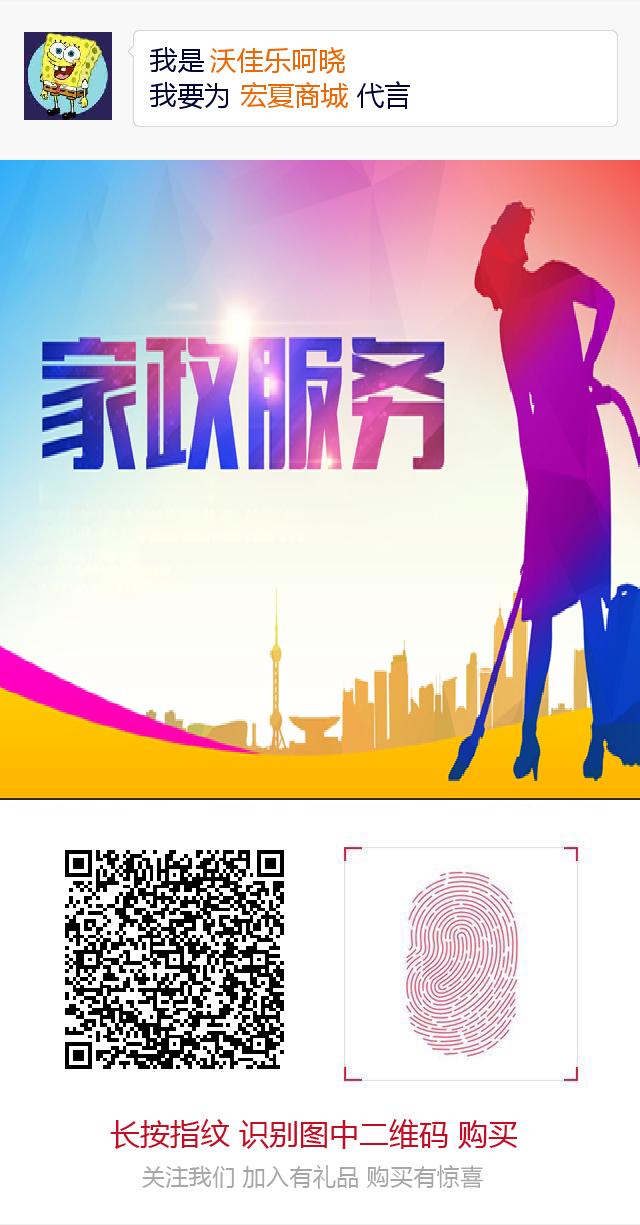 我是 沃佳乐呵晓
我要为 宏夏商城 代言
家政服务
长按指纹 识别图中二维码 购买
关注我们 加入有礼品 购买有惊喜